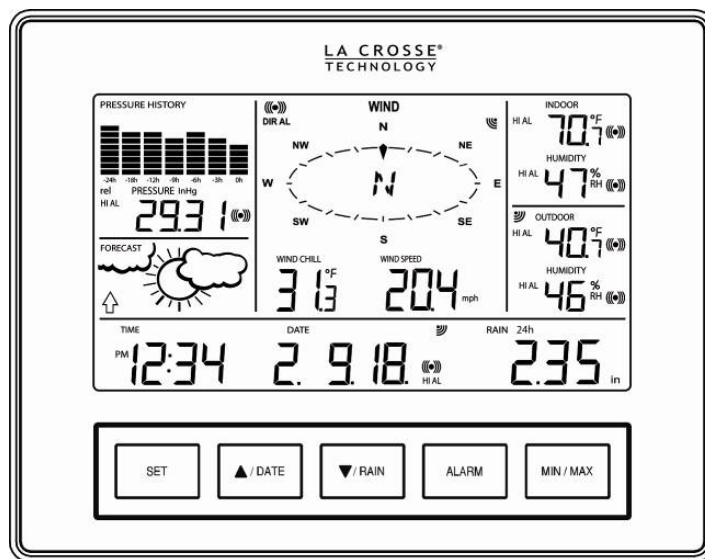 LA CROSSE®
TECHNOLOGY
PRESSURE HISTORY
-24h -18h -12h -9h -6h -3h 0h
rel PRESSURE InHg
HI AL 29.31
FORECAST
DIR AL
WIND
N
NW NE
W N E
SW SE
S
WIND CHILL WIND SPEED
31.3 °F 20.4 mph
INDOOR
HI AL 70.7 °F
HUMIDITY
HI AL 47 % RH
OUTDOOR
HI AL 40.7 °F
HUMIDITY
HI AL 46 % RH
TIME DATE RAIN 24h
PM 12:34 2. 9.18. HI AL 2.35 in
SET ▲/ DATE ▼/ RAIN ALARM MIN / MAX